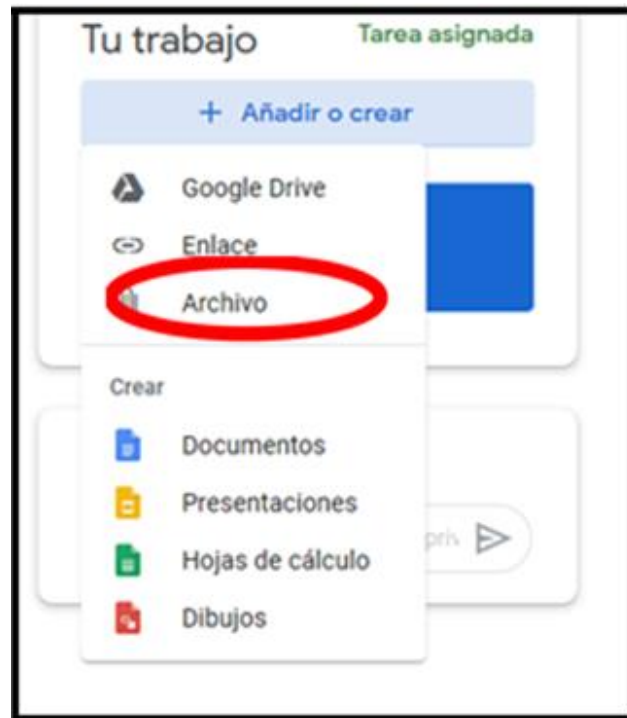 Tu trabajo
Tarea asignada
+ Añadir o crear
Google Drive
Enlace
Archivo
Crear
Documentos
Presentaciones
Hojas de cálculo
Dibujos